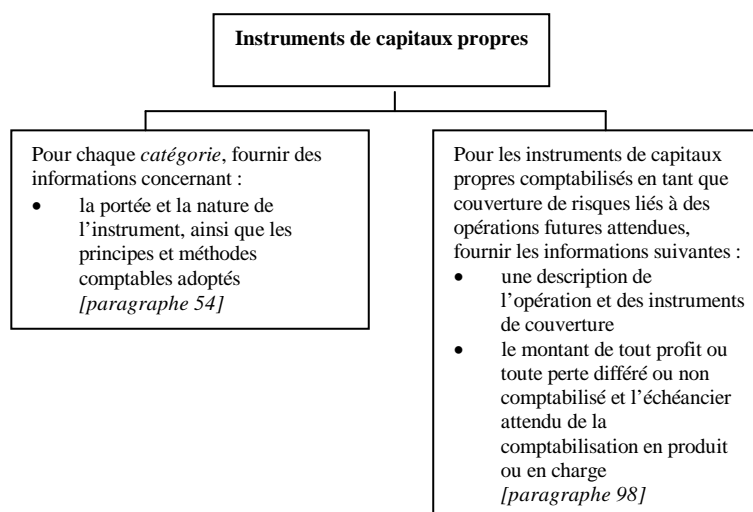 Instruments de capitaux propres
Pour chaque catégorie, fournir des
informations concernant :
• la portée et la nature de
l’instrument, ainsi que les
principes et méthodes
comptables adoptés
[paragraphe 54]
Pour les instruments de capitaux
propres comptabilisés en tant que
couverture de risques liés à des
opérations futures attendues,
fournir les informations suivantes :
• une description de
l’opération et des instruments
de couverture
• le montant de tout profit ou
toute perte différé ou non
comptabilisé et l’échéancier
attendu de la
comptabilisation en produit
ou en charge
[paragraphe 98]